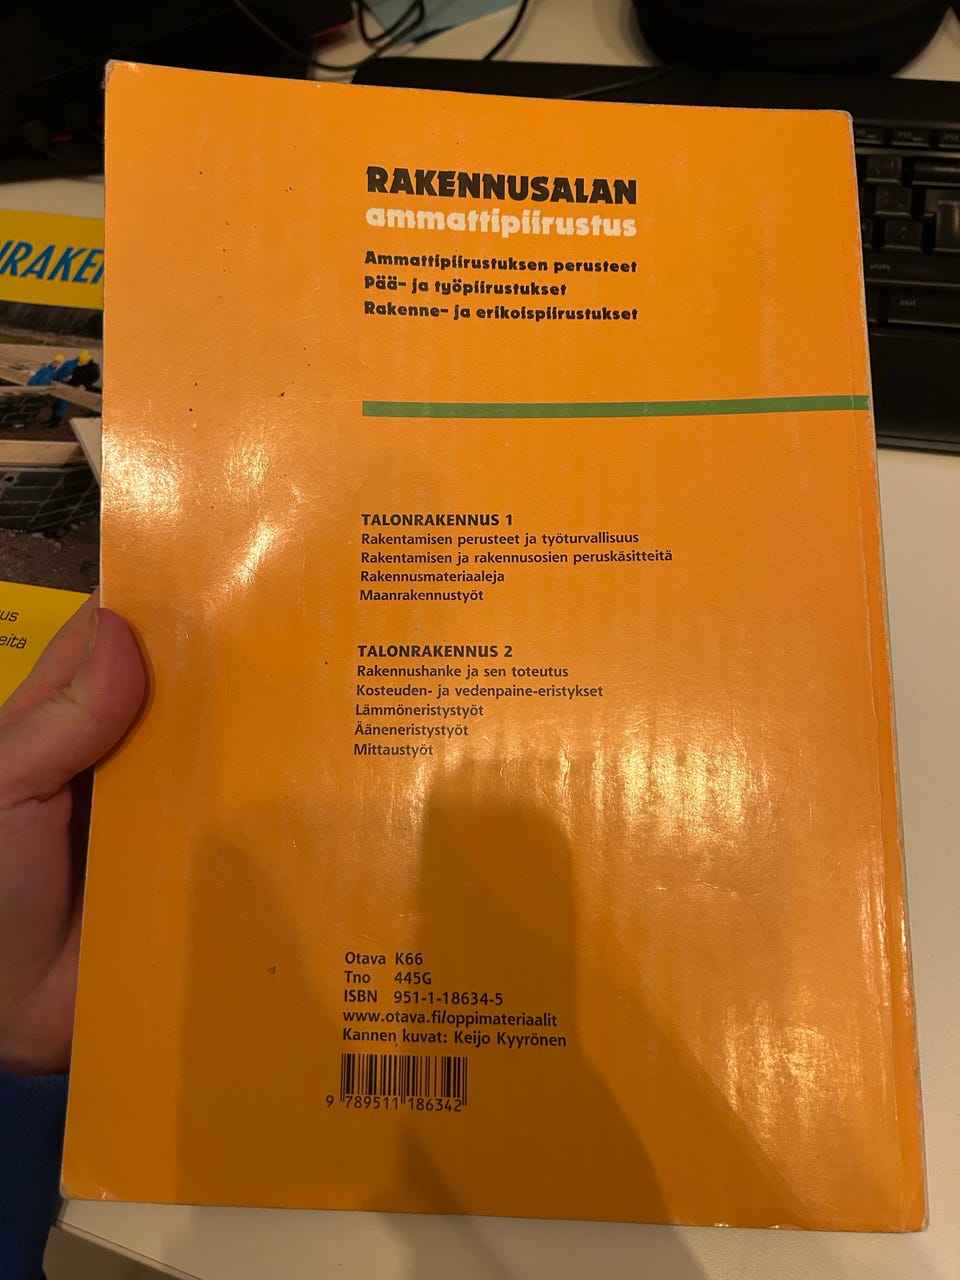 RAKENNUSALAN
ammattipiirustus
Ammattipiirustuksen perusteet
Pää- ja työpiirustukset
Rakenne- ja erikoispiirustukset
TALONRAKENNUS 1
Rakentamisen perusteet ja työturvallisuus
Rakentamisen ja rakennusosien peruskäsitteitä
Rakennusmateriaaleja
Maanrakennustyöt
TALONRAKENNUS 2
Rakennushanke ja sen toteutus
Kosteuden- ja vedenpaine-eristykset
Lämmöneristystyöt
Ääneneristystyöt
Mittaustyöt
Otava K66
Tno 445G
ISBN 951-1-18634-5
www.otava.fi/oppimateriaalit
Kannen kuvat: Keijo Kyyrönen
9 789511 186342
shift
ctrl